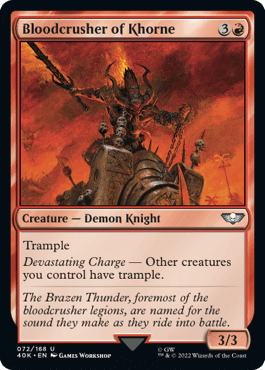 Bloodcrusher of Khorne 3
Creature — Demon Knight
Trample
Devastating Charge — Other creatures
you control have trample.
The Brazen Thunder, foremost of the
bloodcrusher legions, are named for the
sound they make as they ride into battle.
3/3
072/168 U
40K • EN Games Workshop
© GW
™ & © 2022 Wizards of the Coast